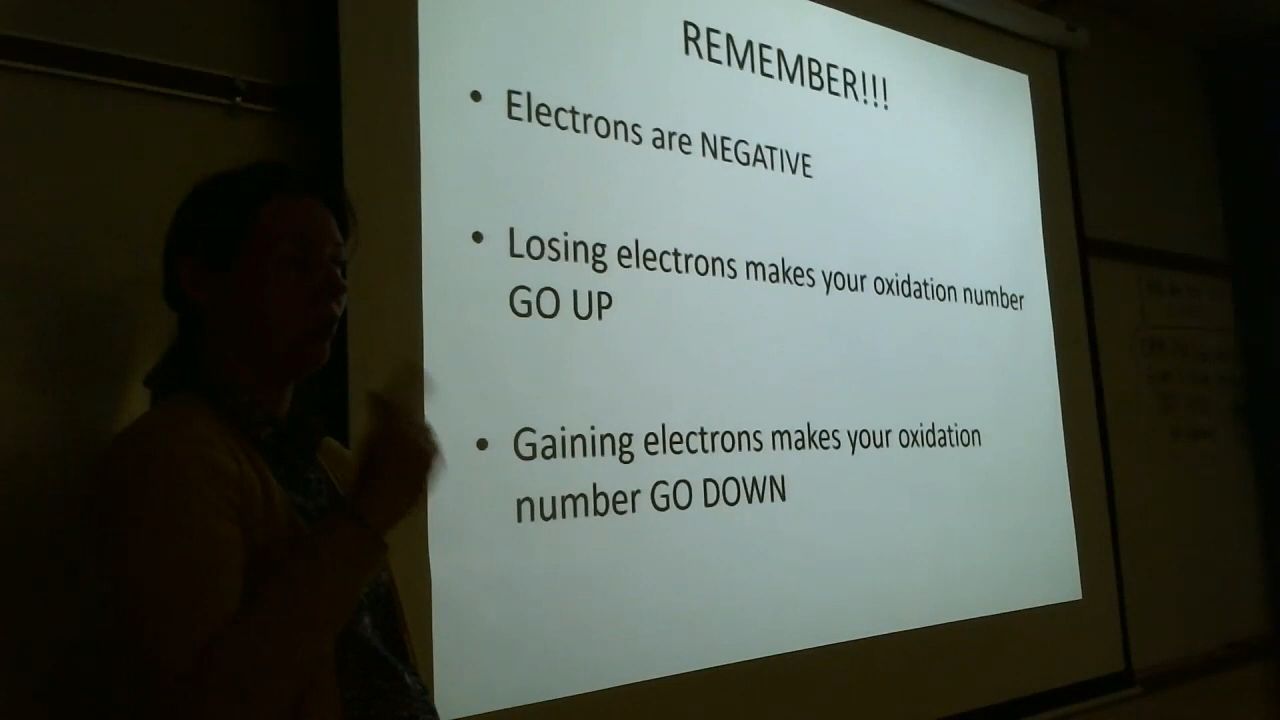 REMEMBER!!!
• Electrons are NEGATIVE
• Losing electrons makes your oxidation number
GO UP
• Gaining electrons makes your oxidation
number GO DOWN